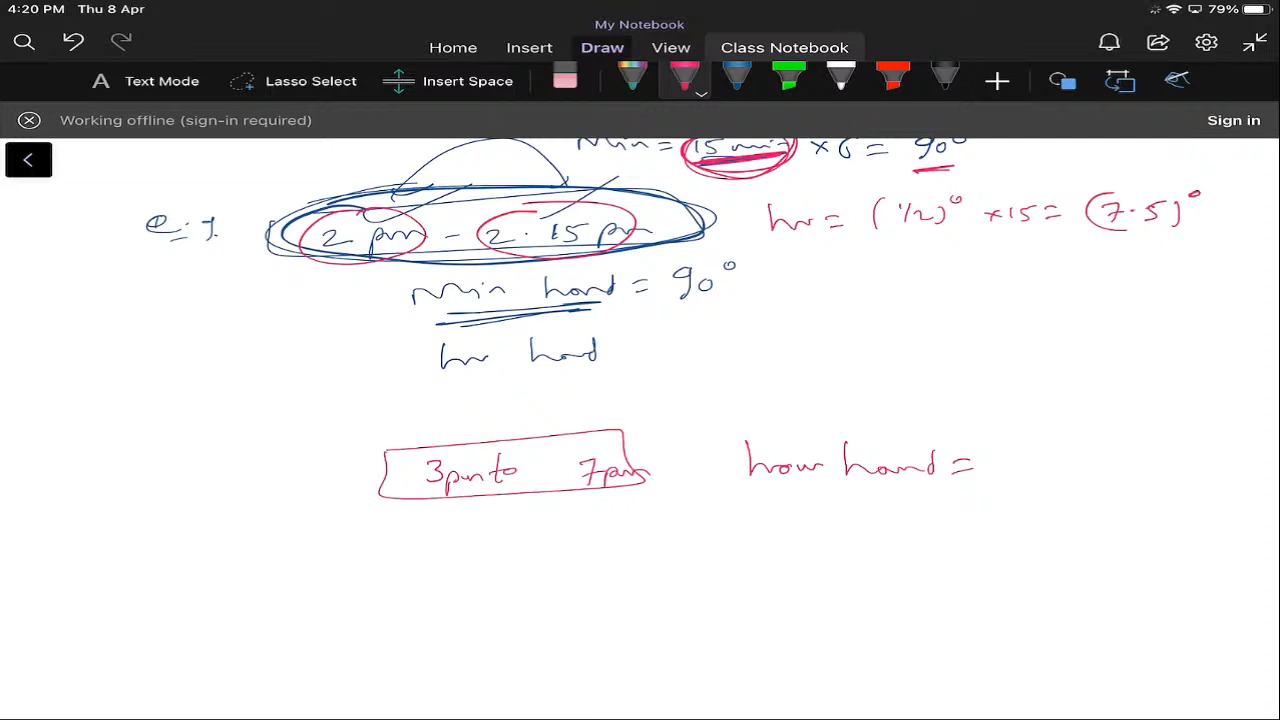 4:20 PM Thu 8 Apr 79%
My Notebook
Home Insert Draw View Class Notebook
Text Mode Lasso Select Insert Space
Working offline (sign-in required) Sign in
Min = 15 min × 6 = 90°
e.g. 2 pm - 2.15 pm
hr = (1/2)° × 15 = (7.5)°
Min hand = 90°
hr hand
3pm to 7pm hour hand =